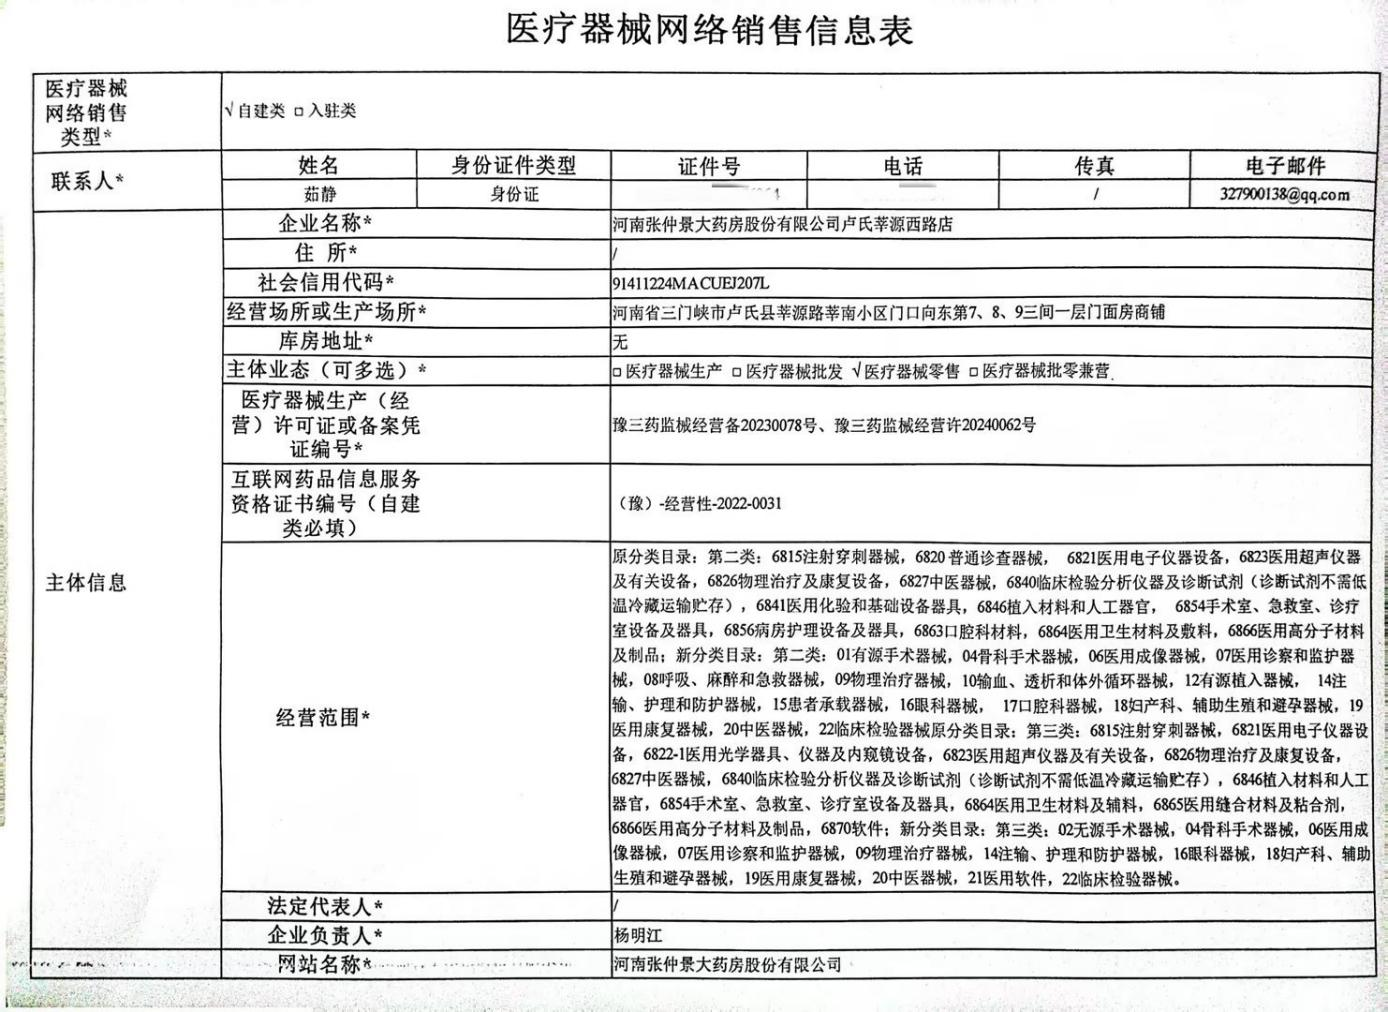 医疗器械网络销售信息表
医疗器械
网络销售
类型*
√自建类 □入驻类
联系人*
姓名 身份证件类型 证件号 电话 传真 电子邮件
茹静 身份证 / 327900138@qq.com
主体信息
企业名称* 河南张仲景大药房股份有限公司卢氏莘源西路店
住 所* /
社会信用代码* 91411224MACUEJ207L
经营场所或生产场所* 河南省三门峡市卢氏县莘源路莘南小区门口向东第7、8、9三间一层门面房商铺
库房地址* 无
主体业态（可多选）* □医疗器械生产 □医疗器械批发 √医疗器械零售 □医疗器械批零兼营
医疗器械生产（经
营）许可证或备案凭
证编号*
豫三药监械经营备20230078号、豫三药监械经营许20240062号
互联网药品信息服务
资格证书编号（自建
类必填）
（豫）-经营性-2022-0031
经营范围*
原分类目录：第二类：6815注射穿刺器械，6820普通诊查器械， 6821医用电子仪器设备，6823医用超声仪器
及有关设备，6826物理治疗及康复设备，6827中医器械，6840临床检验分析仪器及诊断试剂（诊断试剂不需低
温冷藏运输贮存），6841医用化验和基础设备器具，6846植入材料和人工器官， 6854手术室、急救室、诊疗
室设备及器具，6856病房护理设备及器具，6863口腔科材料，6864医用卫生材料及敷料，6866医用高分子材料
及制品；新分类目录：第二类：01有源手术器械，04骨科手术器械，06医用成像器械，07医用诊察和监护器
械，08呼吸、麻醉和急救器械，09物理治疗器械，10输血、透析和体外循环器械，12有源植入器械， 14注
输、护理和防护器械，15患者承载器械，16眼科器械， 17口腔科器械，18妇产科、辅助生殖和避孕器械，19
医用康复器械，20中医器械，22临床检验器械原分类目录：第三类：6815注射穿刺器械，6821医用电子仪器设
备，6822-1医用光学器具、仪器及内窥镜设备，6823医用超声仪器及有关设备，6826物理治疗及康复设备，
6827中医器械，6840临床检验分析仪器及诊断试剂（诊断试剂不需低温冷藏运输贮存），6846植入材料和人工
器官，6854手术室、急救室、诊疗室设备及器具，6864医用卫生材料及辅料，6865医用缝合材料及粘合剂，
6866医用高分子材料及制品，6870软件；新分类目录：第三类：02无源手术器械，04骨科手术器械，06医用成
像器械，07医用诊察和监护器械，09物理治疗器械，14注输、护理和防护器械，16眼科器械，18妇产科、辅助
生殖和避孕器械，19医用康复器械，20中医器械，21医用软件，22临床检验器械。
法定代表人* /
企业负责人* 杨明江
网站名称* 河南张仲景大药房股份有限公司